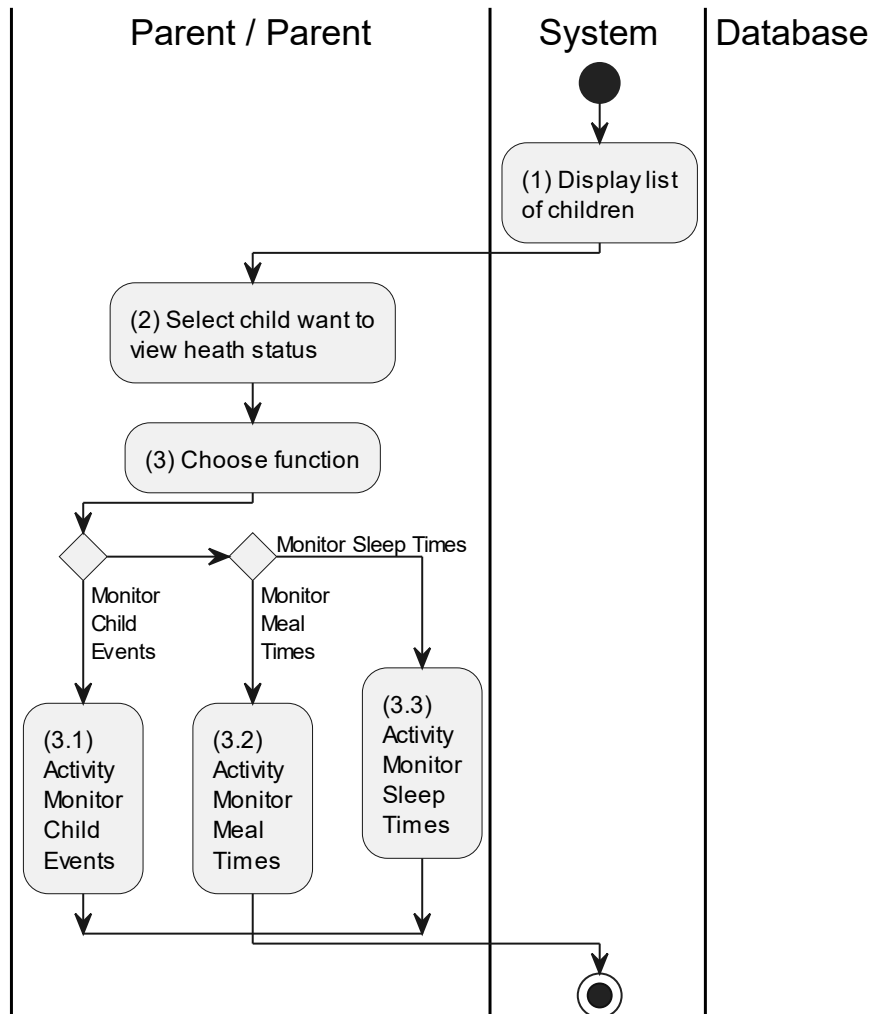 Parent / Parent
System
Database
(1) Display list
of children
(2) Select child want to
view heath status
(3) Choose function
Monitor Sleep Times
Monitor
Child
Events
Monitor
Meal
Times
(3.1)
Activity
Monitor
Child
Events
(3.2)
Activity
Monitor
Meal
Times
(3.3)
Activity
Monitor
Sleep
Times